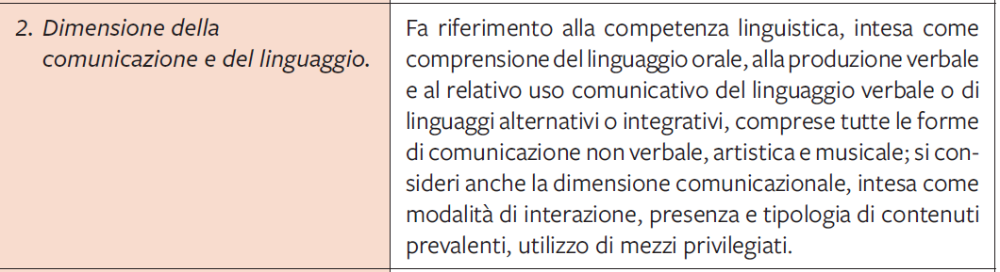 2. Dimensione della
comunicazione e del linguaggio.
Fa riferimento alla competenza linguistica, intesa come
comprensione del linguaggio orale, alla produzione verbale
e al relativo uso comunicativo del linguaggio verbale o di
linguaggi alternativi o integrativi, comprese tutte le forme
di comunicazione non verbale, artistica e musicale; si con-
sideri anche la dimensione comunicazionale, intesa come
modalità di interazione, presenza e tipologia di contenuti
prevalenti, utilizzo di mezzi privilegiati.